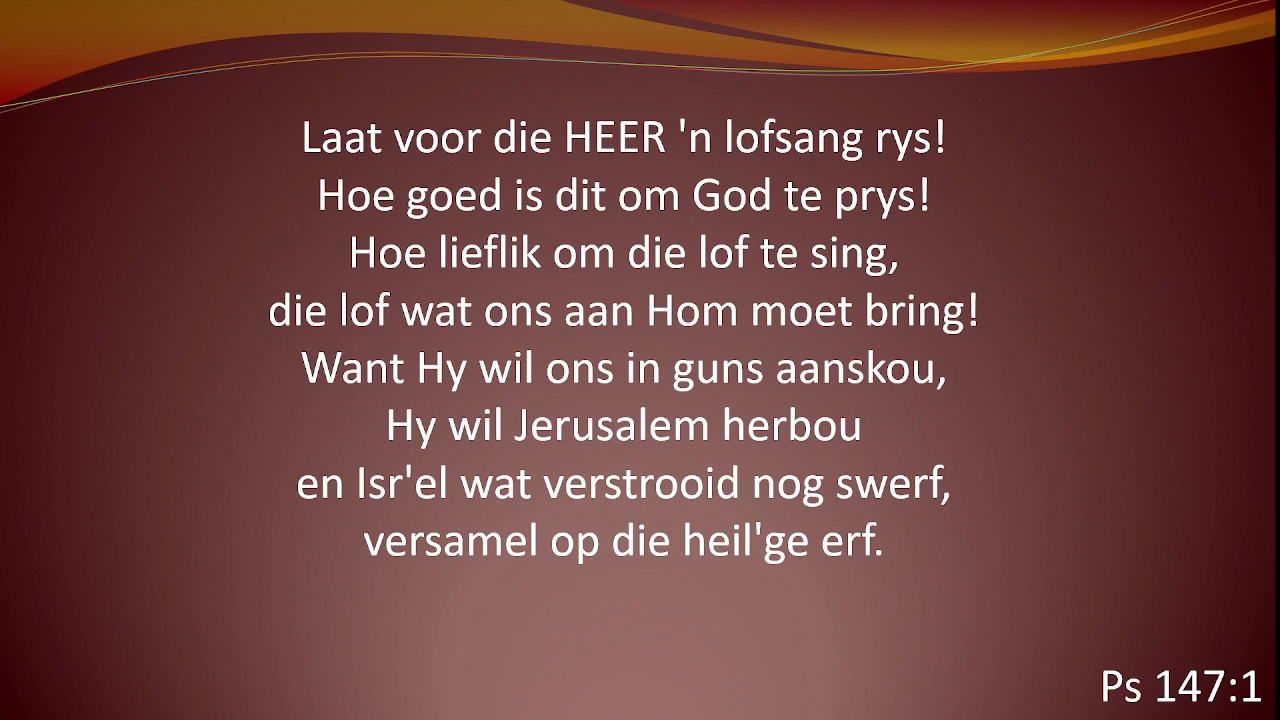 Laat voor die HEER 'n lofsang rys!
Hoe goed is dit om God te prys!
Hoe lieflik om die lof te sing,
die lof wat ons aan Hom moet bring!
Want Hy wil ons in guns aanskou,
Hy wil Jerusalem herbou
en Isr'el wat verstrooid nog swerf,
versamel op die heil'ge erf.
Ps 147:1